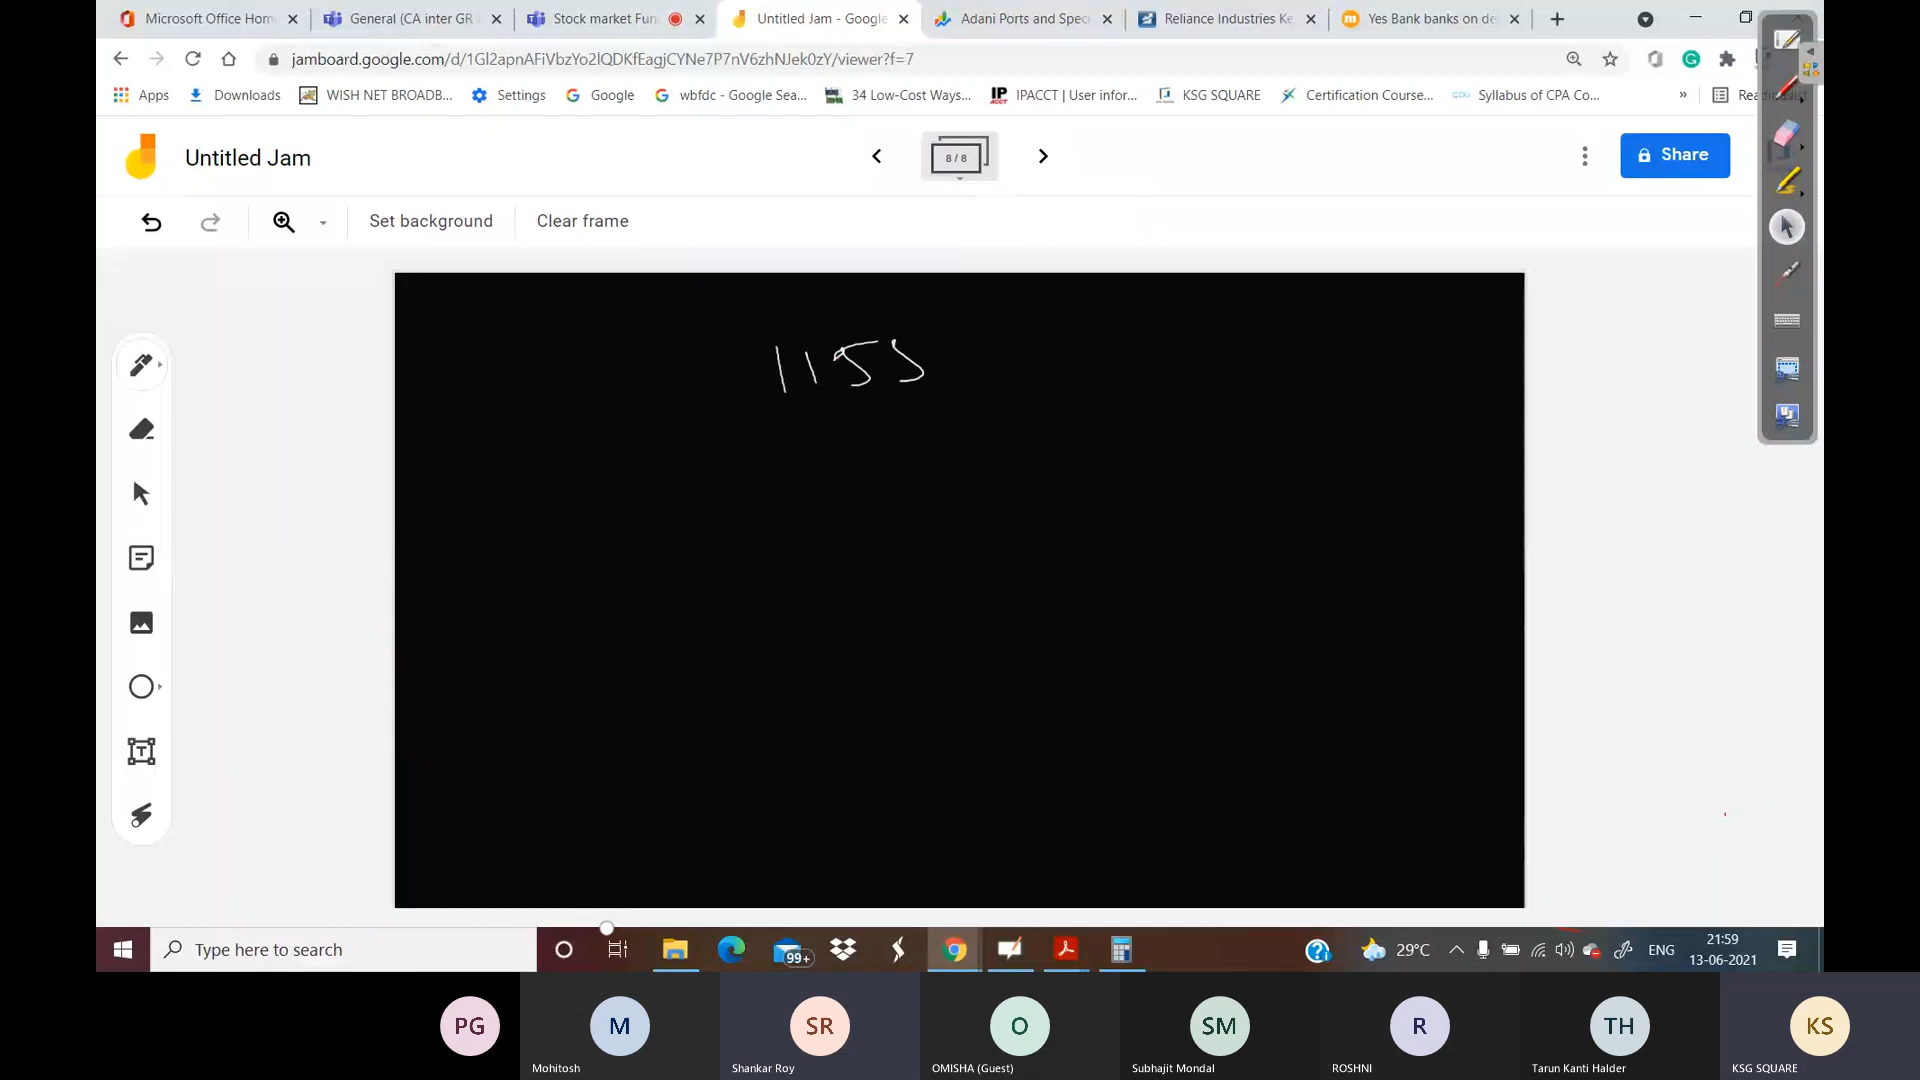 Microsoft Office Hom
General (CA inter GR
Stock market Fun
Untitled Jam - Google
Adani Ports and Speci
Reliance Industries Ke
Yes Bank banks on de
jamboard.google.com/d/1Gl2apnAFiVbzYo2lQDKfEagjCYNe7P7nV6zhNJek0zY/viewer?f=7
Apps
Downloads
WISH NET BROADB...
Settings
Google
wbfdc - Google Sea...
34 Low-Cost Ways...
IPACCT | User infor...
KSG SQUARE
Certification Course...
Syllabus of CPA Co...
»
Untitled Jam
8 / 8
Share
Set background
Clear frame
1155
Type here to search
99+
29°C
ENG
21:59
13-06-2021
PG
M
SR
O
SM
R
TH
KS
Mohitosh
Shankar Roy
OMISHA (Guest)
Subhajit Mondal
ROSHNI
Tarun Kanti Halder
KSG SQUARE